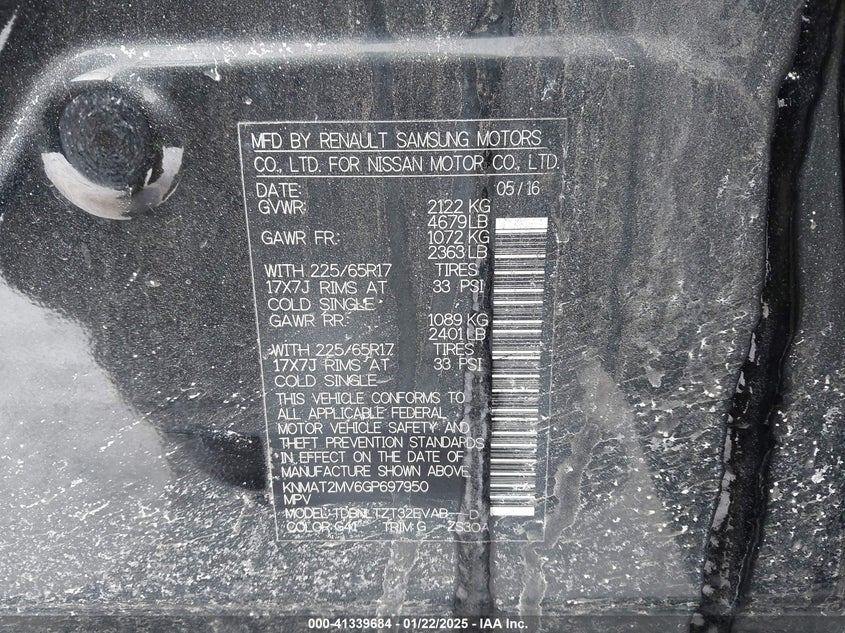 MFD BY RENAULT SAMSUNG MOTORS
CO., LTD. FOR NISSAN MOTOR CO., LTD.
DATE: 05/16
GVWR: 2122 KG
4679 LB
GAWR FR: 1072 KG
2363 LB
WITH 225/65R17 TIRES
17X7J RIMS AT 33 PSI
COLD SINGLE
GAWR RR: 1089 KG
2401 LB
WITH 225/65R17 TIRES
17X7J RIMS AT 33 PSI
COLD SINGLE
THIS VEHICLE CONFORMS TO
ALL APPLICABLE FEDERAL
MOTOR VEHICLE SAFETY AND
THEFT PREVENTION STANDARDS
IN EFFECT ON THE DATE OF
MANUFACTURE SHOWN ABOVE
KNMAT2MV6GP697950
MPV
MODEL: D
COLOR: G41 TRIM: G ZS30A
000-41339684 - 01/22/2025 - IAA Inc.